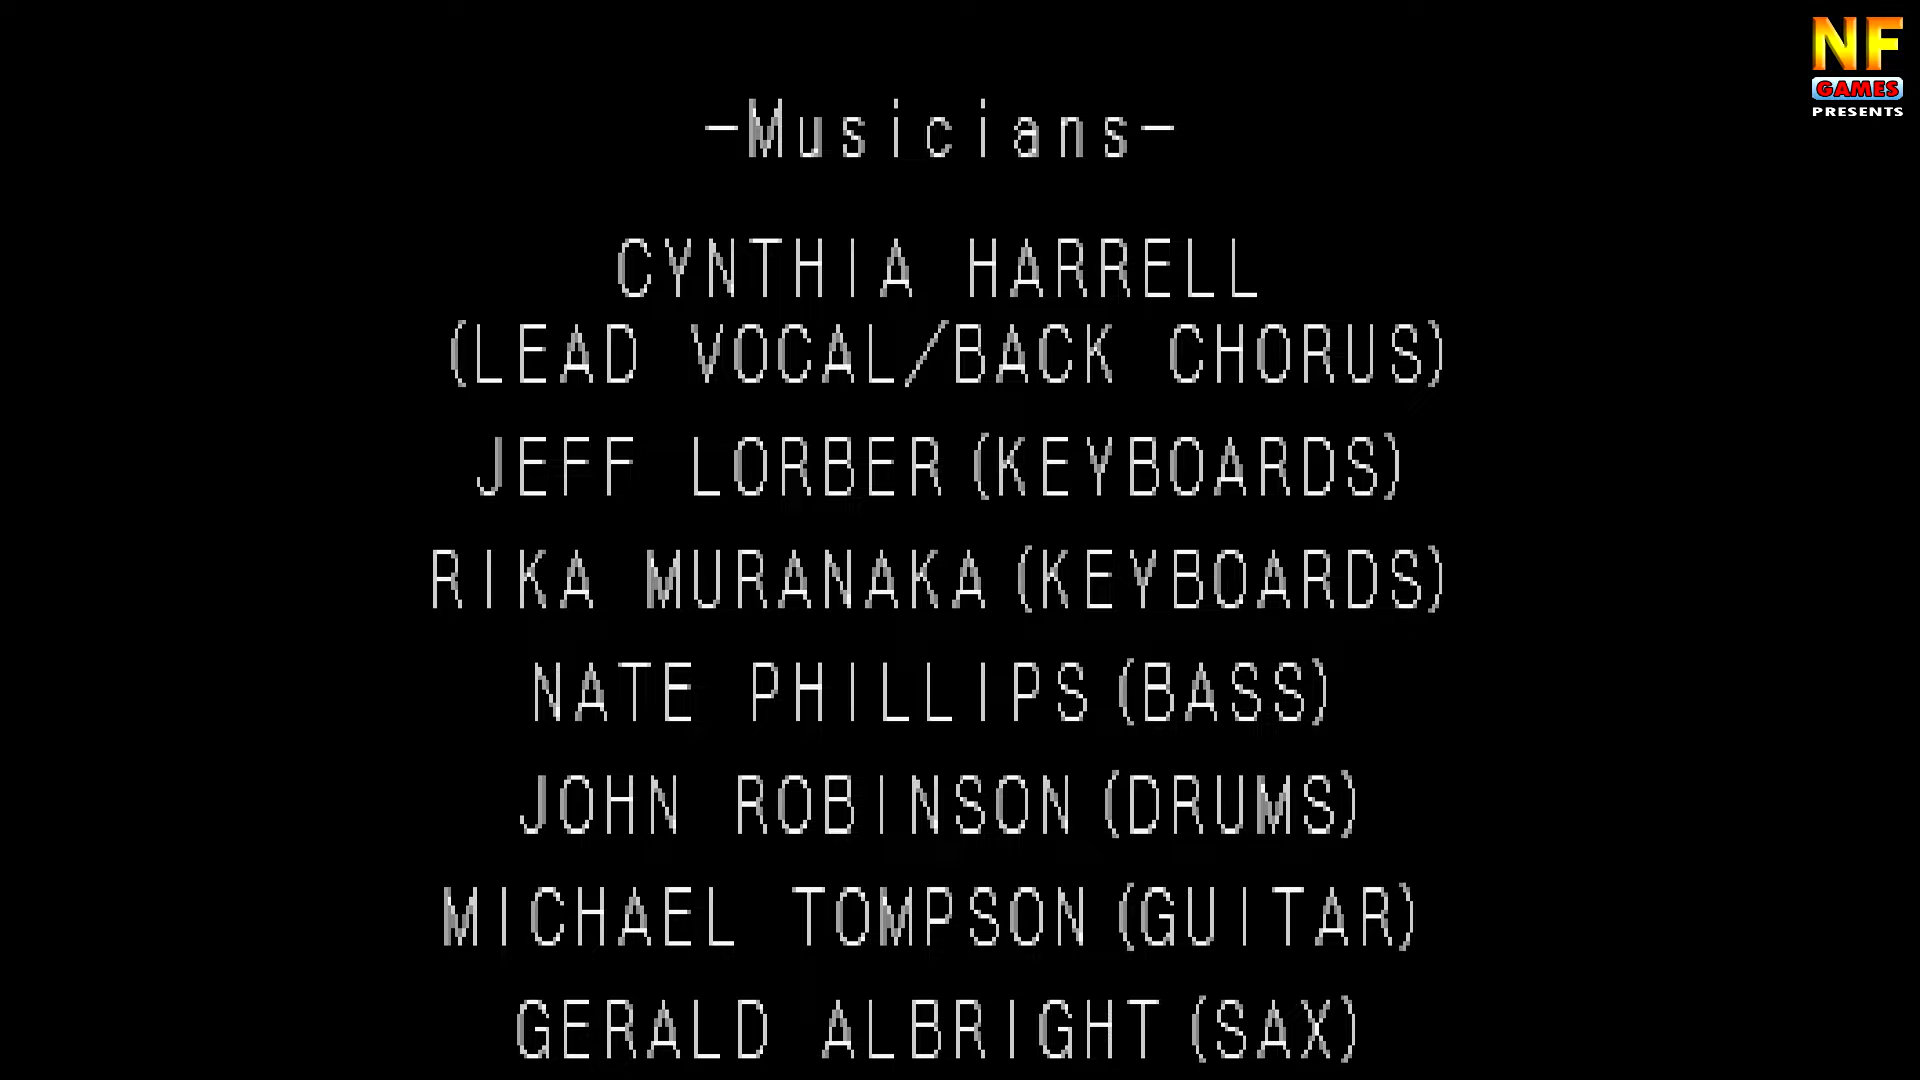 NF
GAMES
PRESENTS
-Musicians-
CYNTHIA HARRELL
(LEAD VOCAL/BACK CHORUS)
JEFF LORBER(KEYBOARDS)
RIKA MURANAKA(KEYBOARDS)
NATE PHILLIPS(BASS)
JOHN ROBINSON(DRUMS)
MICHAEL TOMPSON(GUITAR)
GERALD ALBRIGHT(SAX)